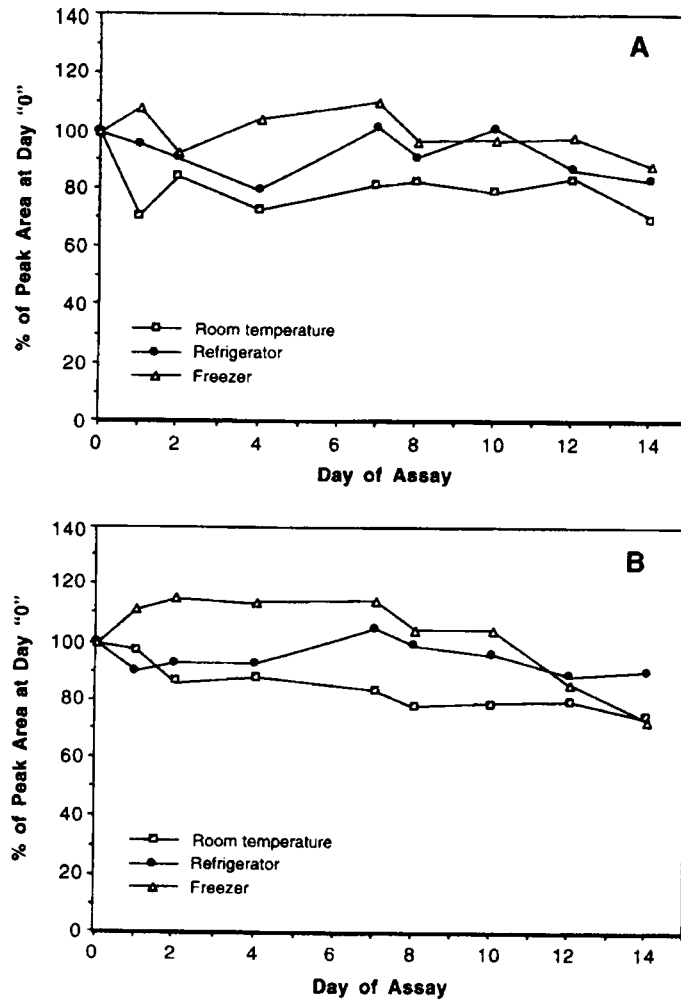 140
A
120
100
80
60
40
20
0
% of Peak Area at Day "0"
Room temperature
Refrigerator
Freezer
0 2 4 6 8 10 12 14
Day of Assay
140
B
120
100
80
60
40
20
0
% of Peak Area at Day "0"
Room temperature
Refrigerator
Freezer
0 2 4 6 8 10 12 14
Day of Assay